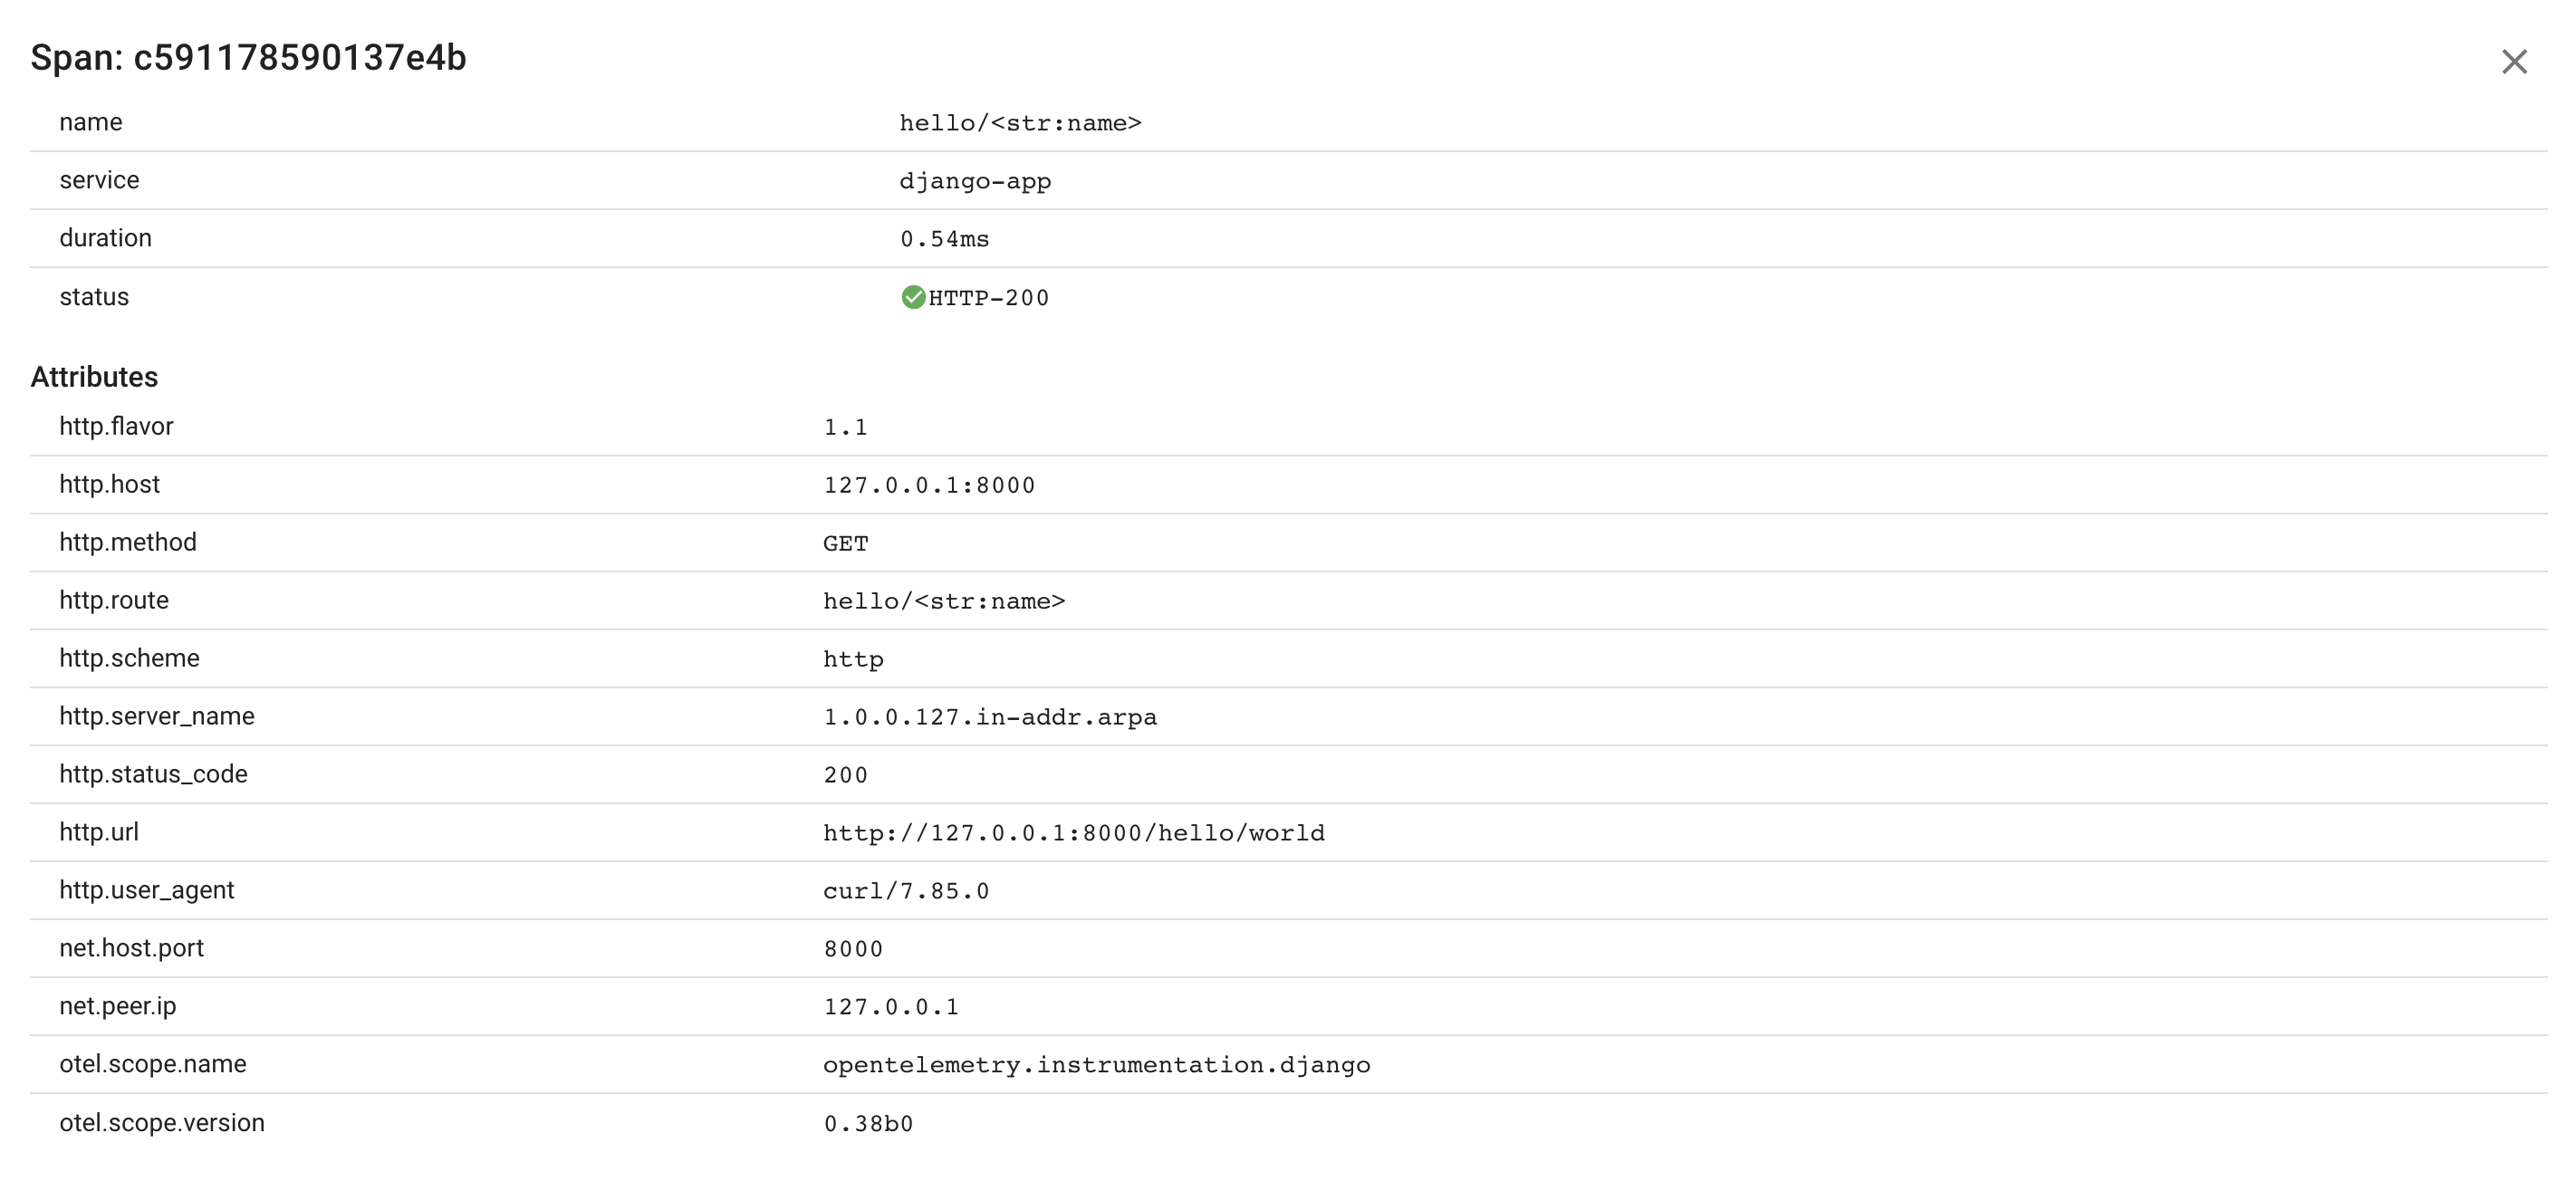 Span: c591178590137e4b
name hello/<str:name>
service django-app
duration 0.54ms
status HTTP-200
Attributes
http.flavor 1.1
http.host 127.0.0.1:8000
http.method GET
http.route hello/<str:name>
http.scheme http
http.server_name 1.0.0.127.in-addr.arpa
http.status_code 200
http.url http://127.0.0.1:8000/hello/world
http.user_agent curl/7.85.0
net.host.port 8000
net.peer.ip 127.0.0.1
otel.scope.name opentelemetry.instrumentation.django
otel.scope.version 0.38b0